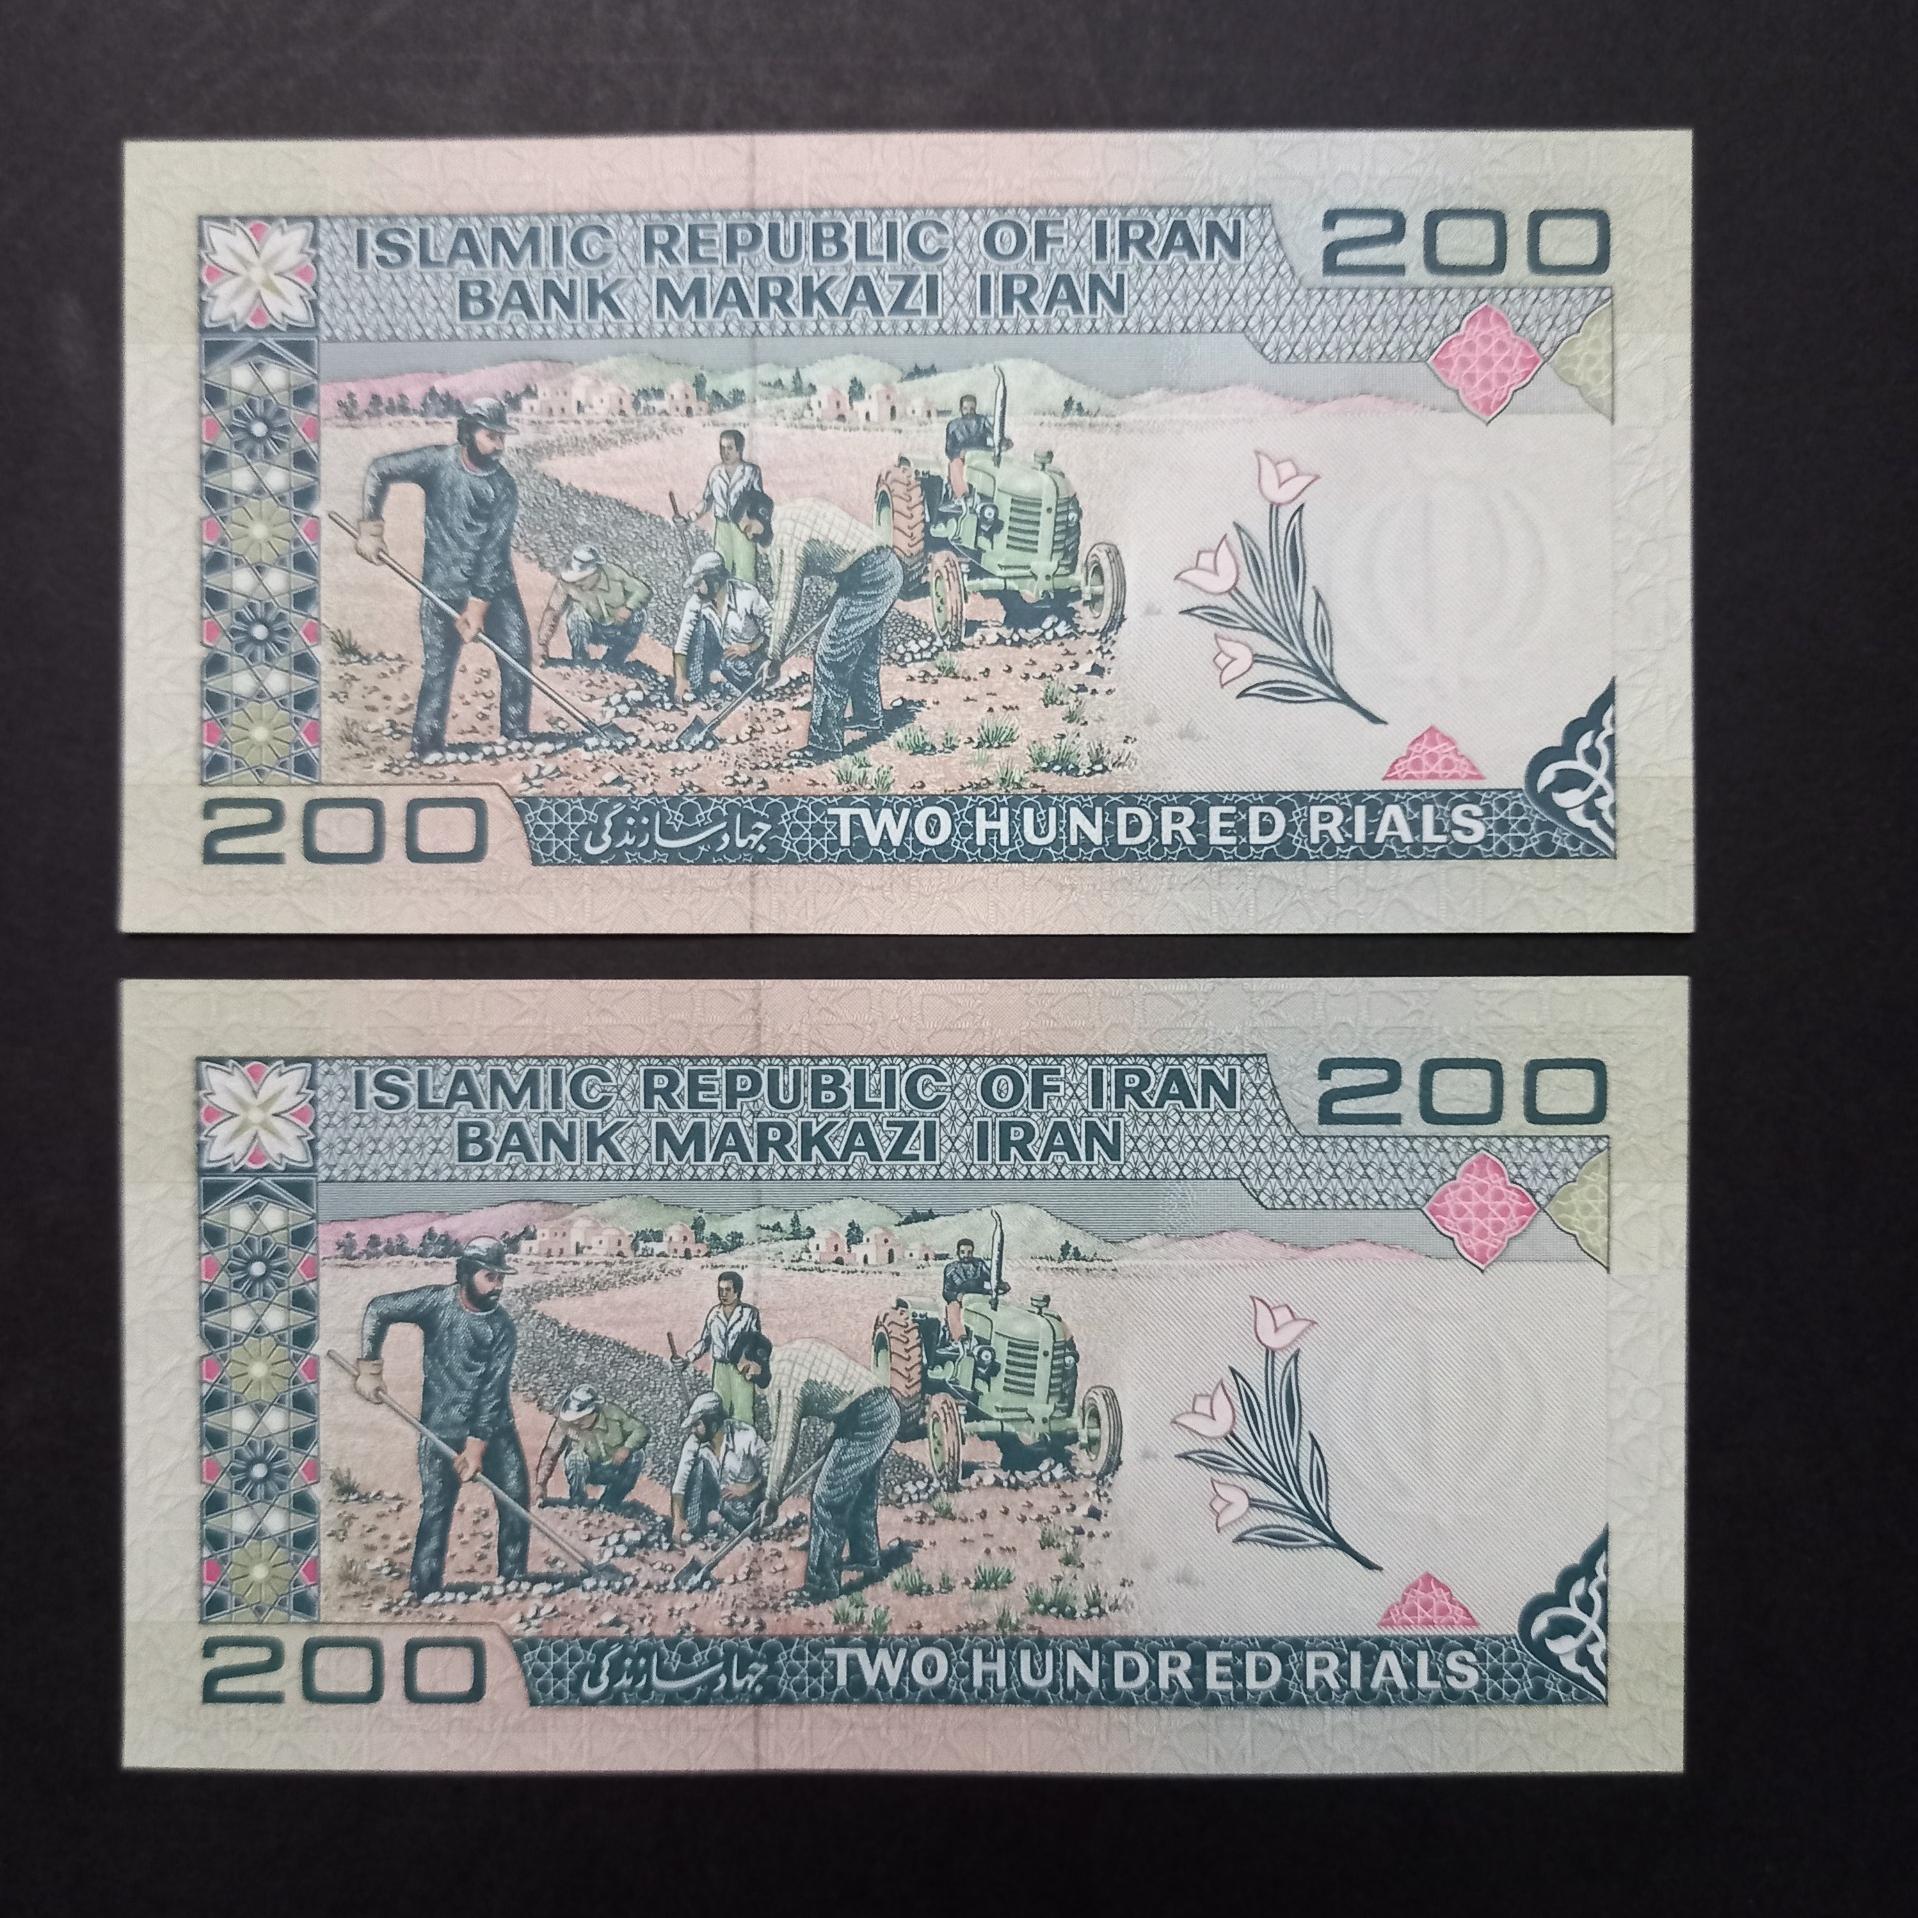 ISLAMIC REPUBLIC OF IRAN
200
BANK MARKAZI IRAN
200
جهاد سازندگی
TWO HUNDRED RIALS
ISLAMIC REPUBLIC OF IRAN
200
BANK MARKAZI IRAN
200
جهاد سازندگی
TWO HUNDRED RIALS